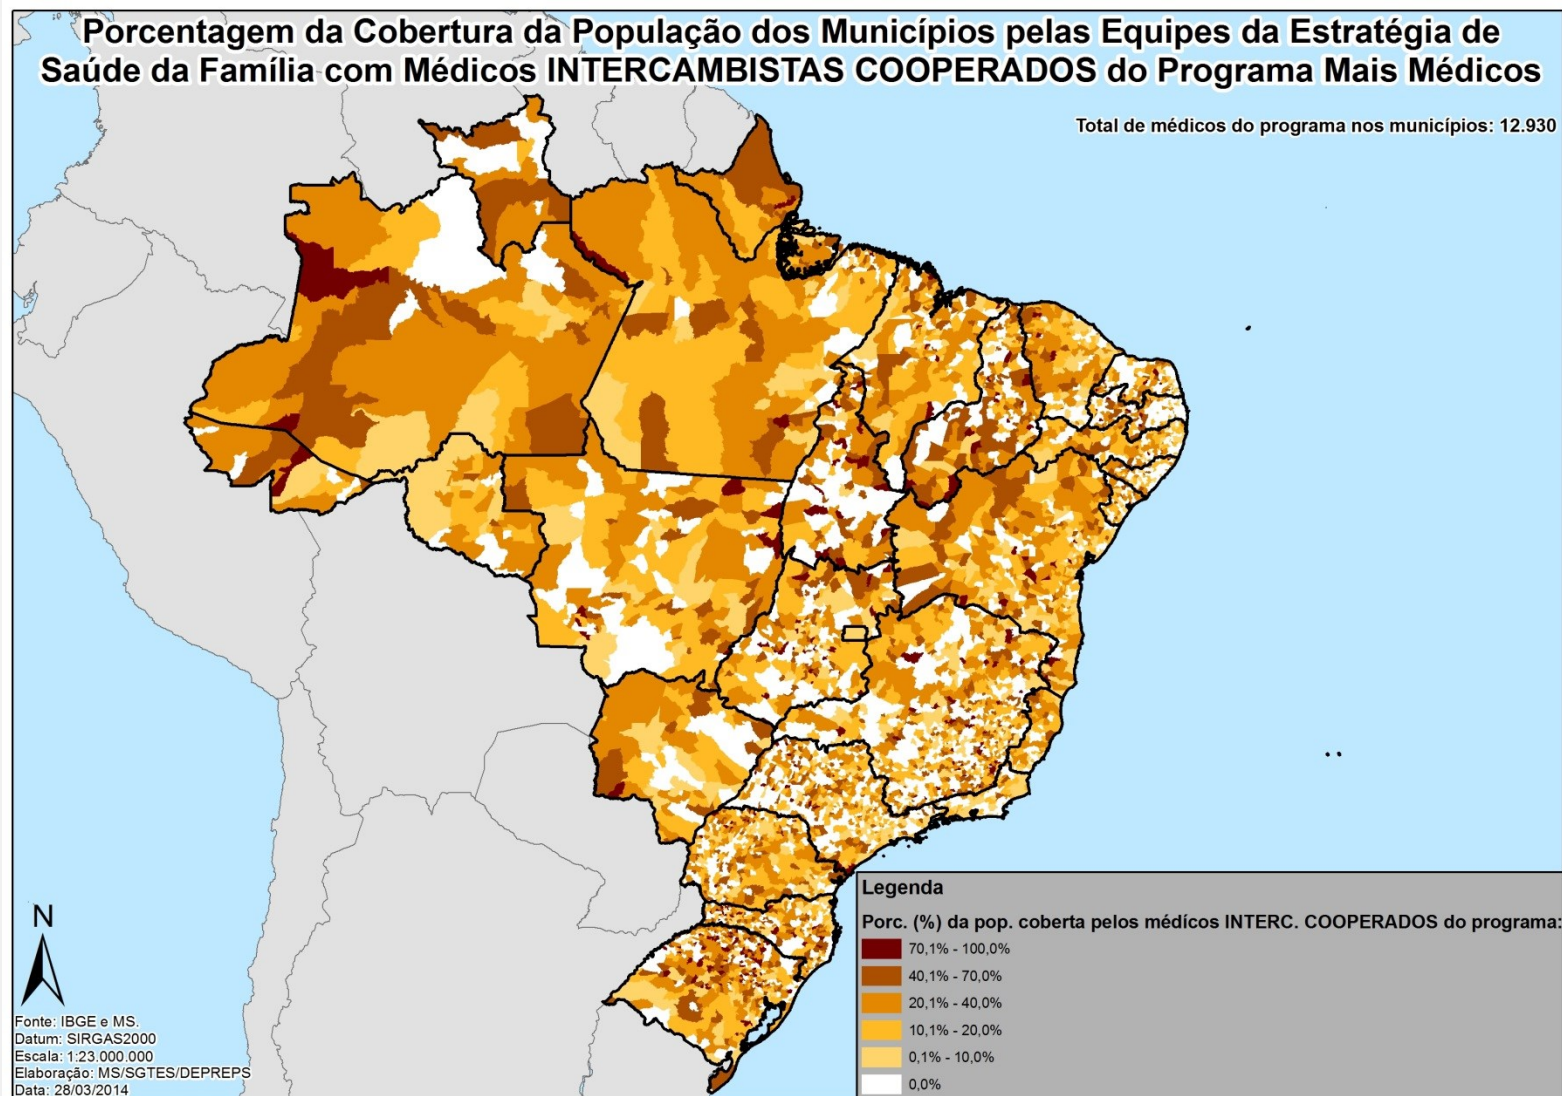 Porcentagem da Cobertura da População dos Municípios pelas Equipes da Estratégia de
Saúde da Família com Médicos INTERCAMBISTAS COOPERADOS do Programa Mais Médicos
Total de médicos do programa nos municípios: 12.930
N
Fonte: IBGE e MS.
Datum: SIRGAS2000
Escala: 1:23.000.000
Elaboração: MS/SGTES/DEPREPS
Data: 28/03/2014
Legenda
Porc. (%) da pop. coberta pelos médícos INTERC. COOPERADOS do programa:
70,1% - 100,0%
40,1% - 70,0%
20,1% - 40,0%
10,1% - 20,0%
0,1% - 10,0%
0,0%